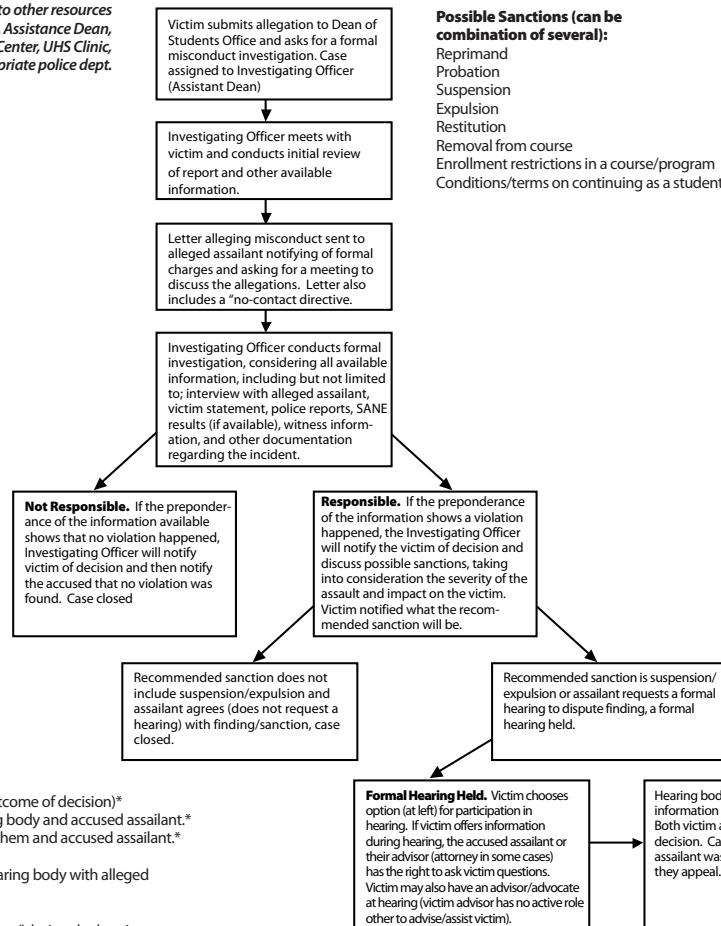 to other resources
Assistance Dean,
Center, UHS Clinic,
police dept.
Victim submits allegation to Dean of
Students Office and asks for a formal
misconduct investigation. Case
assigned to Investigating Officer
(Assistant Dean)
Possible Sanctions (can be
combination of several):
Reprimand
Probation
Suspension
Expulsion
Restitution
Removal from course
Enrollment restrictions in a course/program
Conditions/terms on continuing as a student
Investigating Officer meets with
victim and conducts initial review
of report and other available
information.
Letter alleging misconduct sent to
alleged assailant notifying of formal
charges and asking for a meeting to
discuss the allegations. Letter also
includes a "no-contact directive.
Investigating Officer conducts formal
investigation, considering all available
information, including but not limited
to; interview with alleged assailant,
victim statement, police reports, SANE
results (if available), witness inform-
ation, and other documentation
regarding the incident.
Not Responsible. If the preponder-
ance of the information available
shows that no violation happened,
Investigating Officer will notify
victim of decision and then notify
the accused that no violation was
found. Case closed
Responsible. If the preponderance
of the information shows a violation
happened, the Investigating Officer
will notify the victim of decision and
discuss possible sanctions, taking
into consideration the severity of the
assault and impact on the victim.
Victim notified what the recom-
mended sanction will be.
Recommended sanction does not
include suspension/expulsion and
assailant agrees (does not request a
hearing) with finding/sanction, case
closed.
Recommended sanction is suspension/
expulsion or assailant requests a formal
hearing to dispute finding, a formal
hearing held.
of decision)*
body and accused assailant.*
and accused assailant.*
body with alleged
Formal Hearing Held. Victim chooses
option (at left) for participation in
hearing. If victim offers information
during hearing, the accused assailant or
their advisor (attorney in some cases)
has the right to ask victim questions.
Victim may also have an advisor/advocate
at hearing (victim advisor has no active role
other to advise/assist victim).
Hearing
information
Both victim
decision.
assailant was
they appeal.